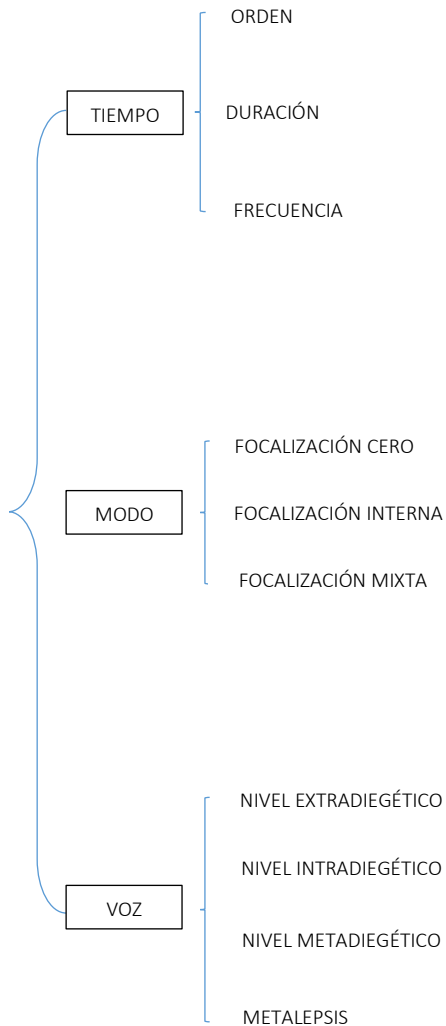 ORDEN
TIEMPO
DURACIÓN
FRECUENCIA
FOCALIZACIÓN CERO
MODO
FOCALIZACIÓN INTERNA
FOCALIZACIÓN MIXTA
NIVEL EXTRADIEGÉTICO
NIVEL INTRADIEGÉTICO
VOZ
NIVEL METADIEGÉTICO
METALEPSIS